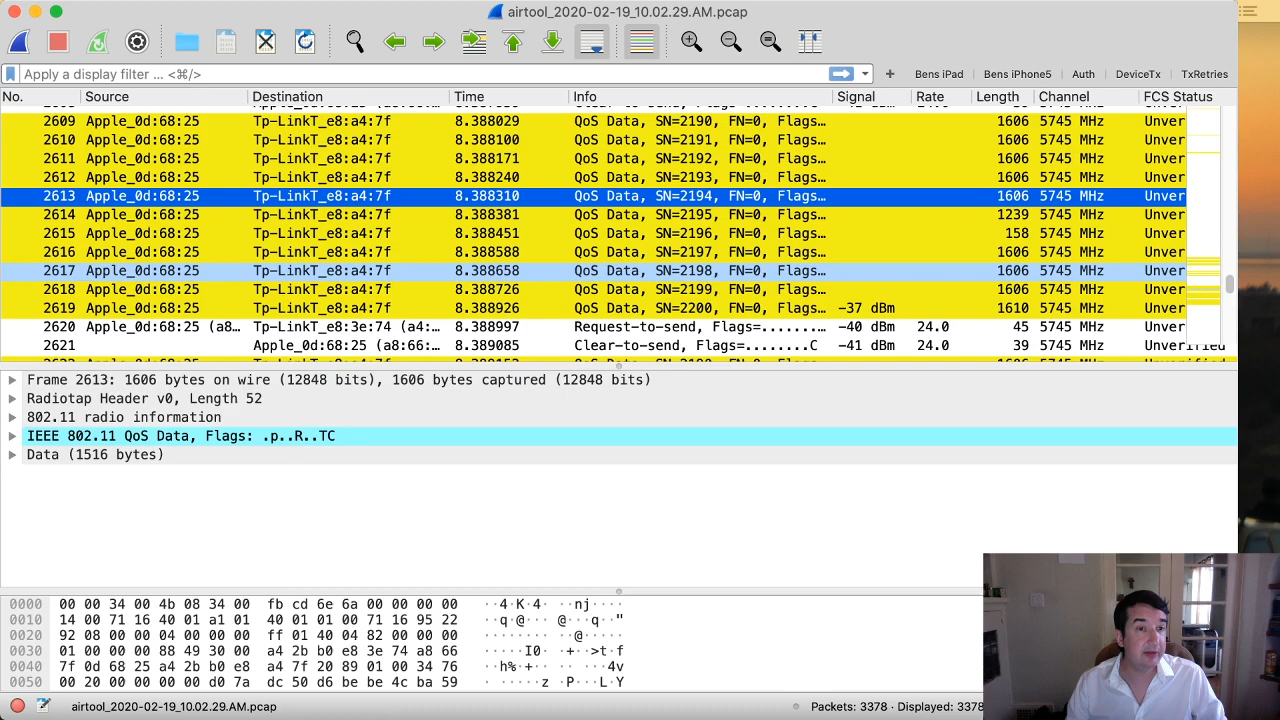 airtool_2020-02-19_10.02.29.AM.pcap
Apply a display filter … <⌘/>
Bens iPad Bens iPhone5 Auth DeviceTx TxRetries
No. Source Destination Time Info Signal Rate Length Channel FCS Status
2609 Apple_0d:68:25 Tp-LinkT_e8:a4:7f 8.388029 QoS Data, SN=2190, FN=0, Flags… 1606 5745 MHz Unver
2610 Apple_0d:68:25 Tp-LinkT_e8:a4:7f 8.388100 QoS Data, SN=2191, FN=0, Flags… 1606 5745 MHz Unver
2611 Apple_0d:68:25 Tp-LinkT_e8:a4:7f 8.388171 QoS Data, SN=2192, FN=0, Flags… 1606 5745 MHz Unver
2612 Apple_0d:68:25 Tp-LinkT_e8:a4:7f 8.388240 QoS Data, SN=2193, FN=0, Flags… 1606 5745 MHz Unver
2613 Apple_0d:68:25 Tp-LinkT_e8:a4:7f 8.388310 QoS Data, SN=2194, FN=0, Flags… 1606 5745 MHz Unver
2614 Apple_0d:68:25 Tp-LinkT_e8:a4:7f 8.388381 QoS Data, SN=2195, FN=0, Flags… 1239 5745 MHz Unver
2615 Apple_0d:68:25 Tp-LinkT_e8:a4:7f 8.388451 QoS Data, SN=2196, FN=0, Flags… 158 5745 MHz Unver
2616 Apple_0d:68:25 Tp-LinkT_e8:a4:7f 8.388588 QoS Data, SN=2197, FN=0, Flags… 1606 5745 MHz Unver
2617 Apple_0d:68:25 Tp-LinkT_e8:a4:7f 8.388658 QoS Data, SN=2198, FN=0, Flags… 1606 5745 MHz Unver
2618 Apple_0d:68:25 Tp-LinkT_e8:a4:7f 8.388726 QoS Data, SN=2199, FN=0, Flags… 1606 5745 MHz Unver
2619 Apple_0d:68:25 Tp-LinkT_e8:a4:7f 8.388926 QoS Data, SN=2200, FN=0, Flags… -37 dBm 1610 5745 MHz Unver
2620 Apple_0d:68:25 (a8… Tp-LinkT_e8:3e:74 (a4:… 8.388997 Request-to-send, Flags=........ -40 dBm 24.0 45 5745 MHz Unver
2621 Apple_0d:68:25 (a8:66:… 8.389085 Clear-to-send, Flags=........C -41 dBm 24.0 39 5745 MHz Unverified
Frame 2613: 1606 bytes on wire (12848 bits), 1606 bytes captured (12848 bits)
Radiotap Header v0, Length 52
802.11 radio information
IEEE 802.11 QoS Data, Flags: .p..R..TC
Data (1516 bytes)
0000 00 00 34 00 4b 08 34 00 fb cd 6e 6a 00 00 00 00 ··4·K·4· ··nj····
0010 14 00 71 16 40 01 a1 01 40 01 01 00 71 16 95 22 ··q·@··· @···q··"
0020 92 08 00 00 04 00 00 00 ff 01 40 04 82 00 00 00 ········ ··@·····
0030 01 00 00 00 88 49 30 00 a4 2b b0 e8 3e 74 a8 66 ·····I0· ·+··>t·f
0040 7f 0d 68 25 a4 2b b0 e8 a4 7f 20 89 01 00 34 76 ··h%·+·· ·· ···4v
0050 00 20 00 00 00 00 d0 7a dc 50 d6 be be 4c ba 59 · ·····z ·P···L·Y
airtool_2020-02-19_10.02.29.AM.pcap
Packets: 3378 · Displayed: 3378